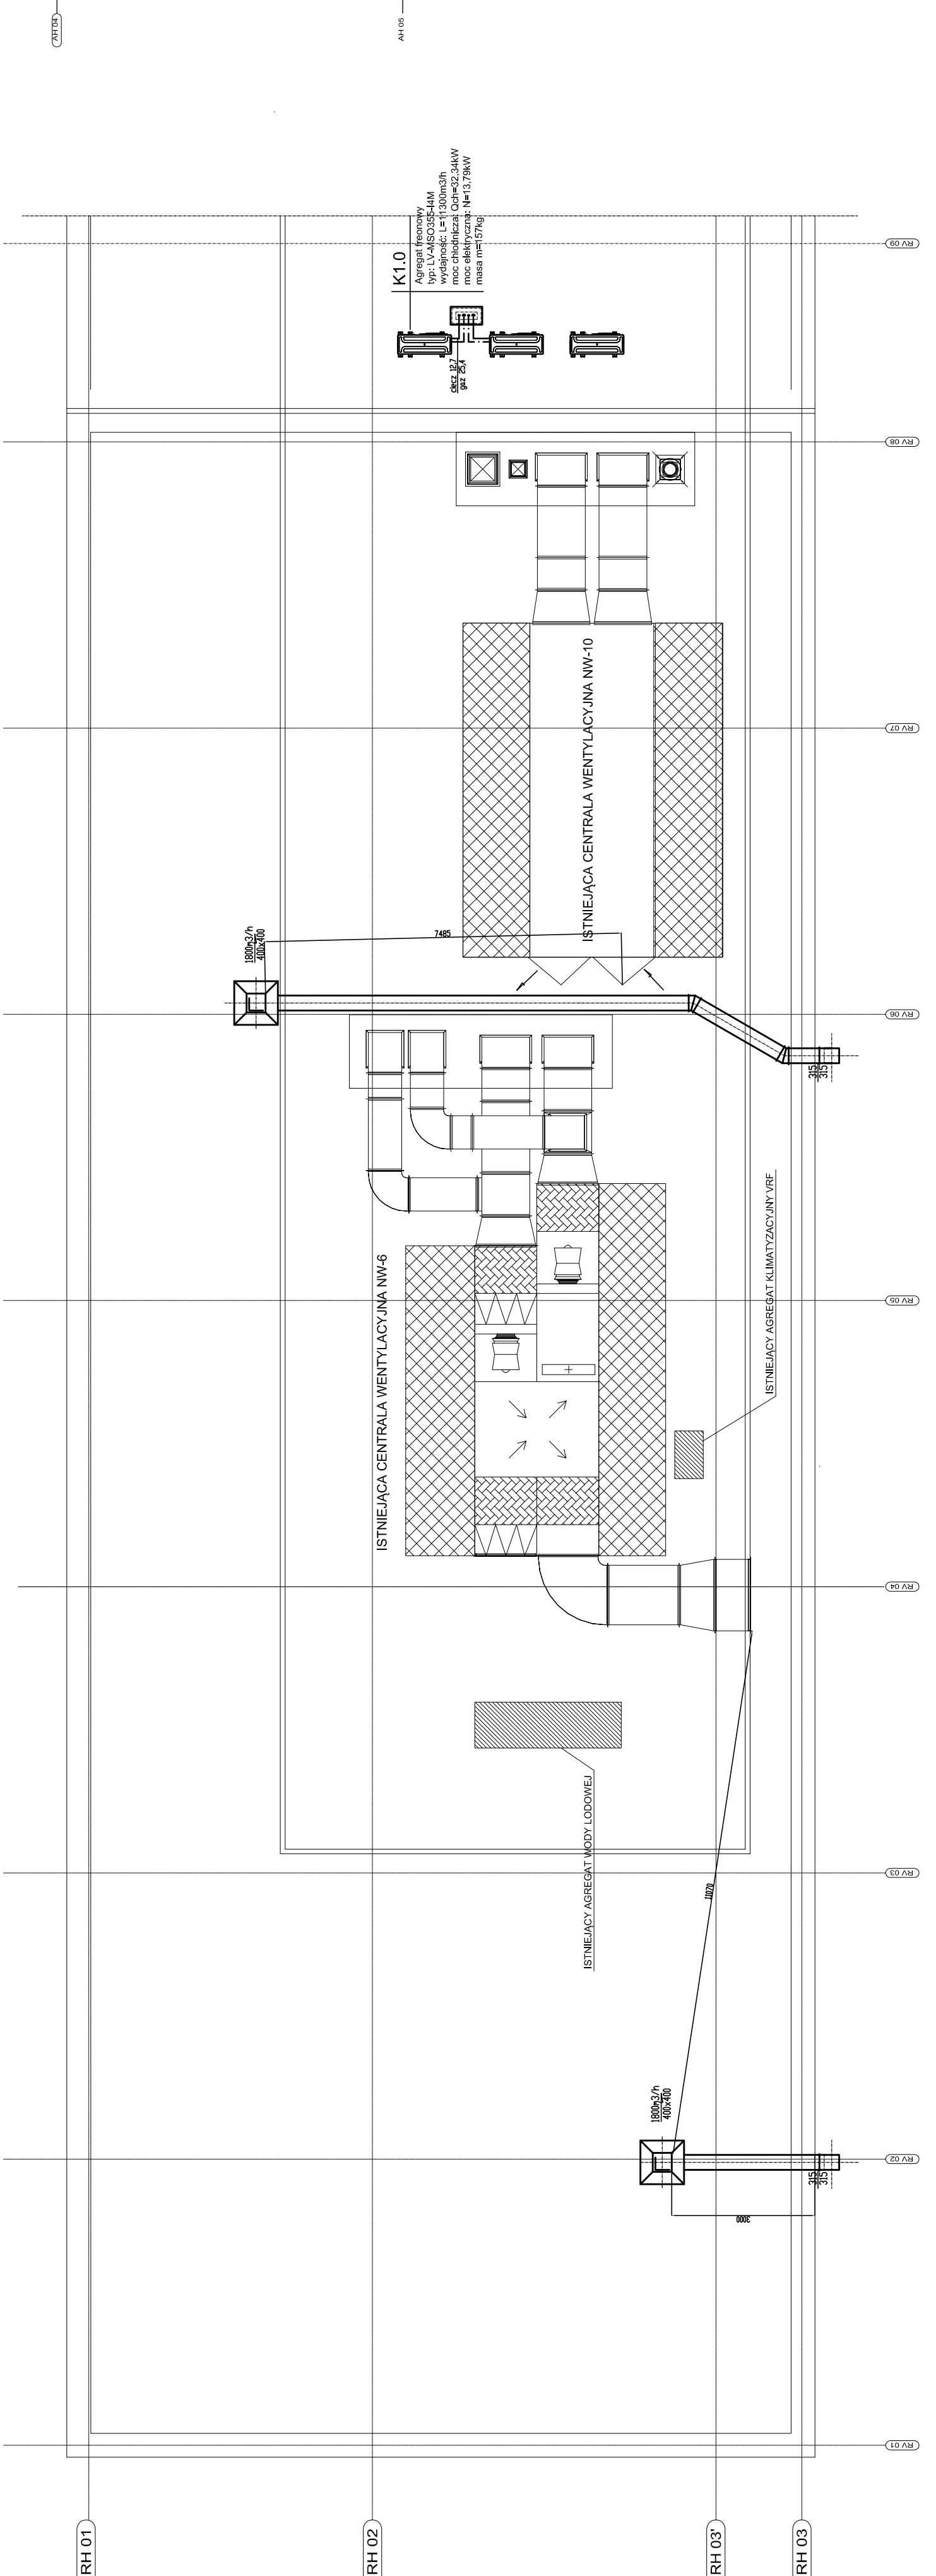 AH 04
AH 05
K1.0
Agregat freonowy
typ: LV-MSO355-I4M
wydajność: L=11300m3/h
moc chłodnicza: Qch=32,34kW
moc elektryczna: N=13,79kW
masa m=157kg
ciecz 12,7
gaz 25,4
RV 09
RV 08
ISTNIEJĄCA CENTRALA WENTYLACYJNA NW-10
RV 07
1800m3/h
400x400
7485
RV 06
315
315
ISTNIEJĄCA CENTRALA WENTYLACYJNA NW-6
RV 05
ISTNIEJĄCY AGREGAT KLIMATYZACYJNY VRF
RV 04
ISTNIEJĄCY AGREGAT WODY LODOWEJ
RV 03
11070
1800m3/h
400x400
RV 02
315
315
3000
RV 01
RH 01
RH 02
RH 03'
RH 03